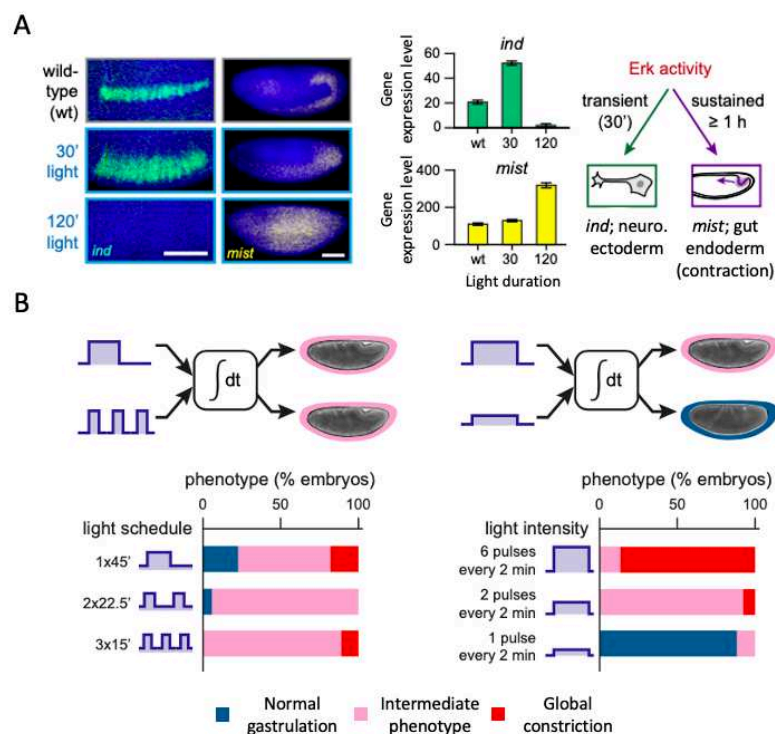 A
wild-
type
(wt)
30'
light
120'
light
ind
mist
Gene
expression level
60
40
20
0
ind
wt 30 120
Gene
expression level
400
200
0
mist
wt 30 120
Light duration
Erk activity
transient
(30')
sustained
≥ 1 h
ind; neuro.
ectoderm
mist; gut
endoderm
(contraction)
B
∫dt
∫dt
phenotype (% embryos)
0 50 100
light schedule
1x45'
2x22.5'
3x15'
phenotype (% embryos)
0 50 100
light intensity
6 pulses
every 2 min
2 pulses
every 2 min
1 pulse
every 2 min
Normal
gastrulation
Intermediate
phenotype
Global
constriction